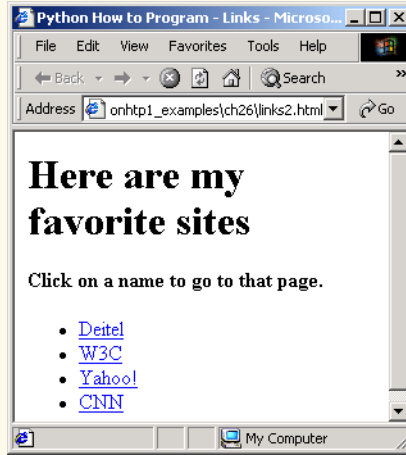 Python How to Program - Links - Microso...
File Edit View Favorites Tools Help
Back Search »
Address onhtp1_examples\ch26\links2.html Go
Here are my
favorite sites
Click on a name to go to that page.
• Deitel
• W3C
• Yahoo!
• CNN
My Computer